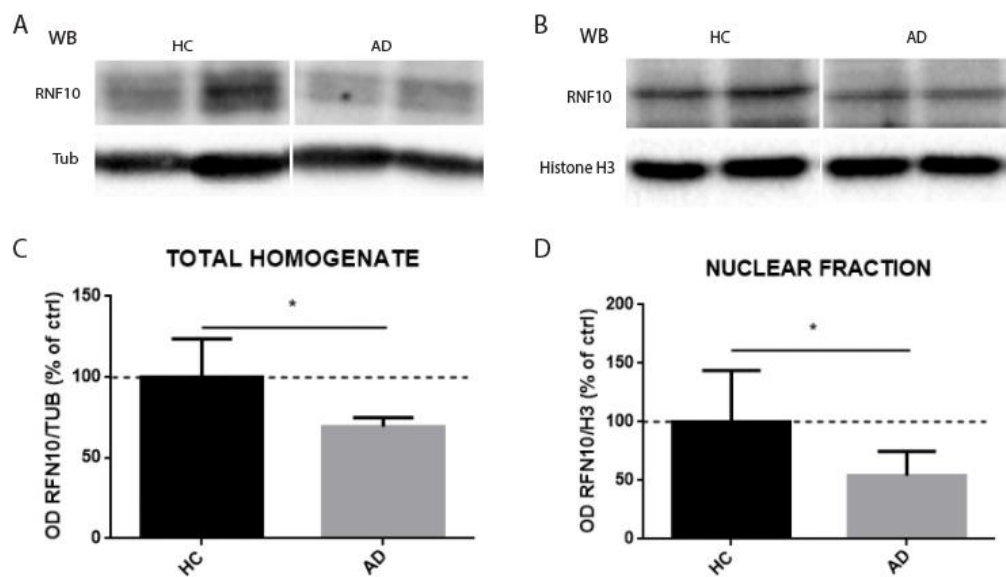 A
WB
HC
AD
RNF10
Tub
B
WB
HC
AD
RNF10
Histone H3
C
TOTAL HOMOGENATE
OD RFN10/TUB (% of ctrl)
150
100
50
0
*
HC
AD
D
NUCLEAR FRACTION
OD RFN10/H3 (% of ctrl)
200
150
100
50
0
*
HC
AD